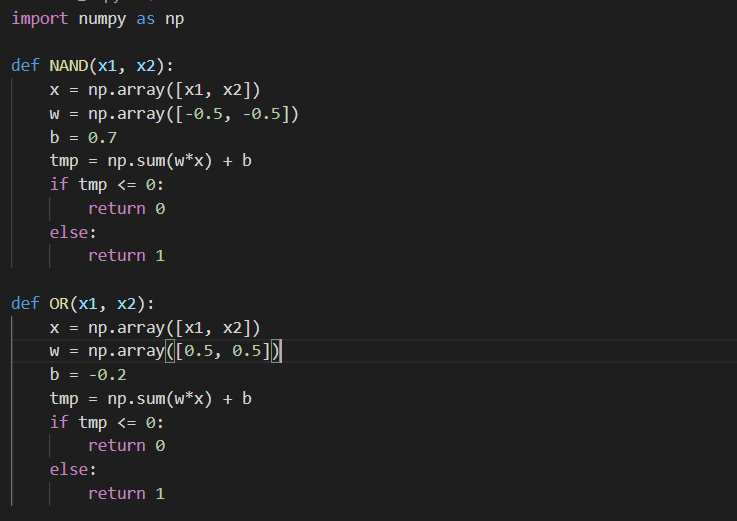 import numpy as np
def NAND(x1, x2):
x = np.array([x1, x2])
w = np.array([-0.5, -0.5])
b = 0.7
tmp = np.sum(w*x) + b
if tmp <= 0:
return 0
else:
return 1
def OR(x1, x2):
x = np.array([x1, x2])
w = np.array([0.5, 0.5])
b = -0.2
tmp = np.sum(w*x) + b
if tmp <= 0:
return 0
else:
return 1